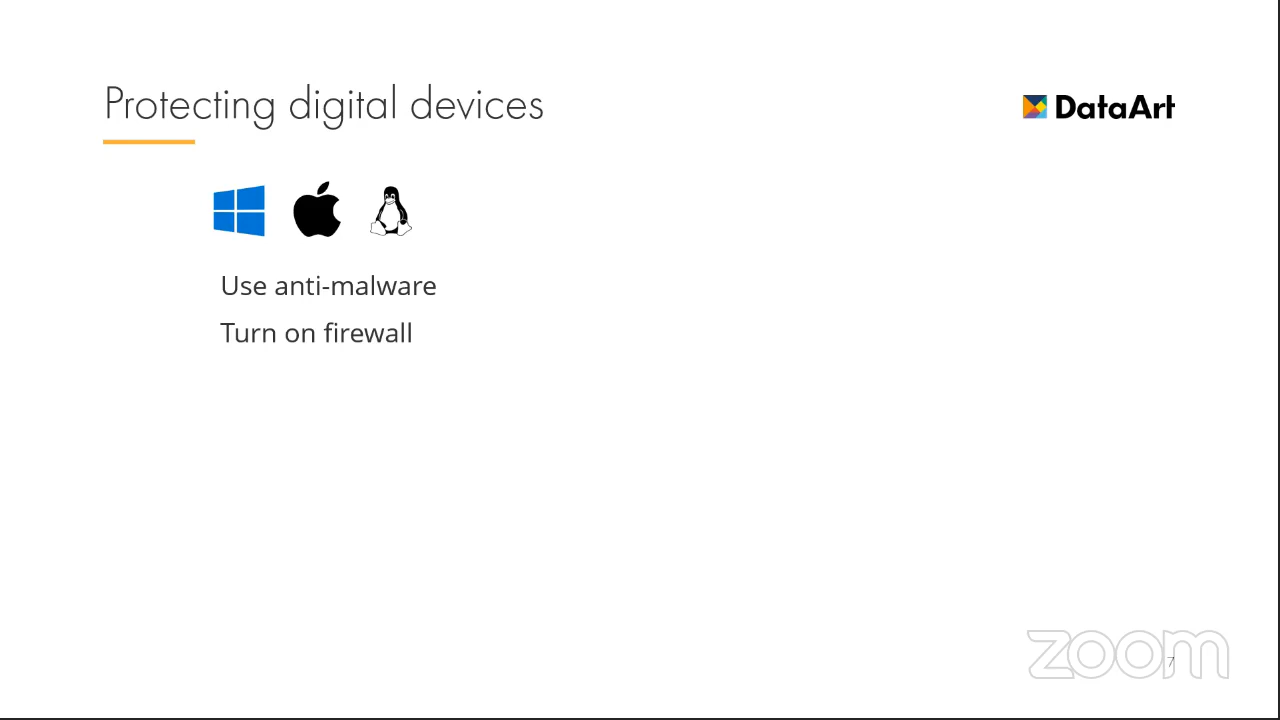 Protecting digital devices
DataArt
Use anti-malware
Turn on firewall
zoom
7